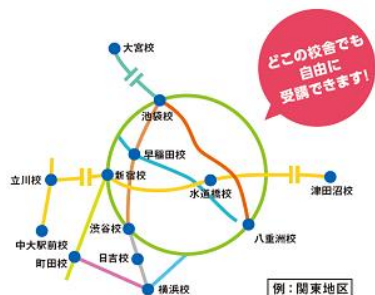 大宮校
どこの校舎でも
自由に
受講できます!
池袋校
早稲田校
立川校
新宿校
水道橋校
津田沼校
渋谷校
八重洲校
中大駅前校
町田校
日吉校
横浜校
例:関東地区